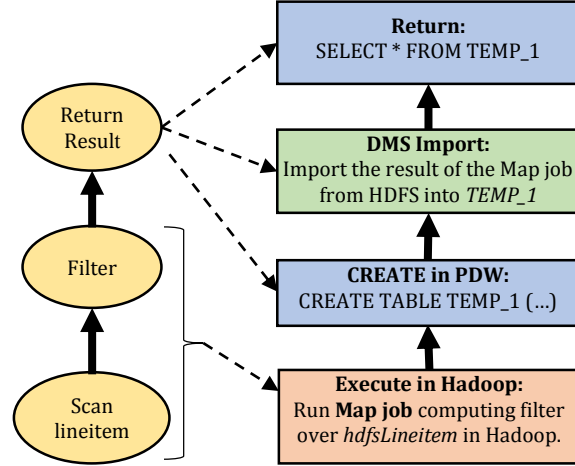 Return:
SELECT * FROM TEMP_1
Return
Result
DMS Import:
Import the result of the Map job
from HDFS into TEMP_1
Filter
CREATE in PDW:
CREATE TABLE TEMP_1 (...)
Scan
lineitem
Execute in Hadoop:
Run Map job computing filter
over hdfsLineitem in Hadoop.